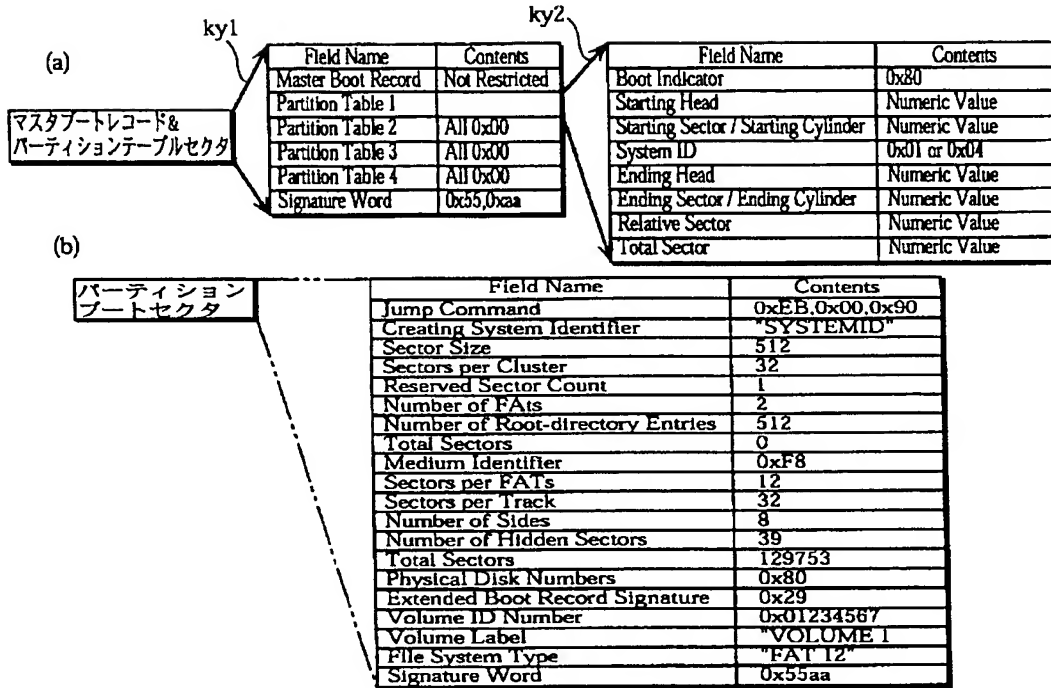 ky1
ky2
(a)
マスタブートレコード&
パーティションテーブルセクタ
Field Name Contents
Master Boot Record Not Restricted
Partition Table 1
Partition Table 2 All 0x00
Partition Table 3 All 0x00
Partition Table 4 All 0x00
Signature Word 0x55,0xaa
Field Name Contents
Boot Indicator 0x80
Starting Head Numeric Value
Starting Sector / Starting Cylinder Numeric Value
System ID 0x01 or 0x04
Ending Head Numeric Value
Ending Sector / Ending Cylinder Numeric Value
Relative Sector Numeric Value
Total Sector Numeric Value
(b)
パーティション
ブートセクタ
Field Name Contents
Jump Command 0xEB,0x00,0x90
Creating System Identifier "SYSTEMID"
Sector Size 512
Sectors per Cluster 32
Reserved Sector Count 1
Number of FAts 2
Number of Root-directory Entries 512
Total Sectors 0
Medium Identifier 0xF8
Sectors per FATs 12
Sectors per Track 32
Number of Sides 8
Number of Hidden Sectors 39
Total Sectors 129753
Physical Disk Numbers 0x80
Extended Boot Record Signature 0x29
Volume ID Number 0x01234567
Volume Label "VOLUME 1
File System Type "FAT 12"
Signature Word 0x55aa